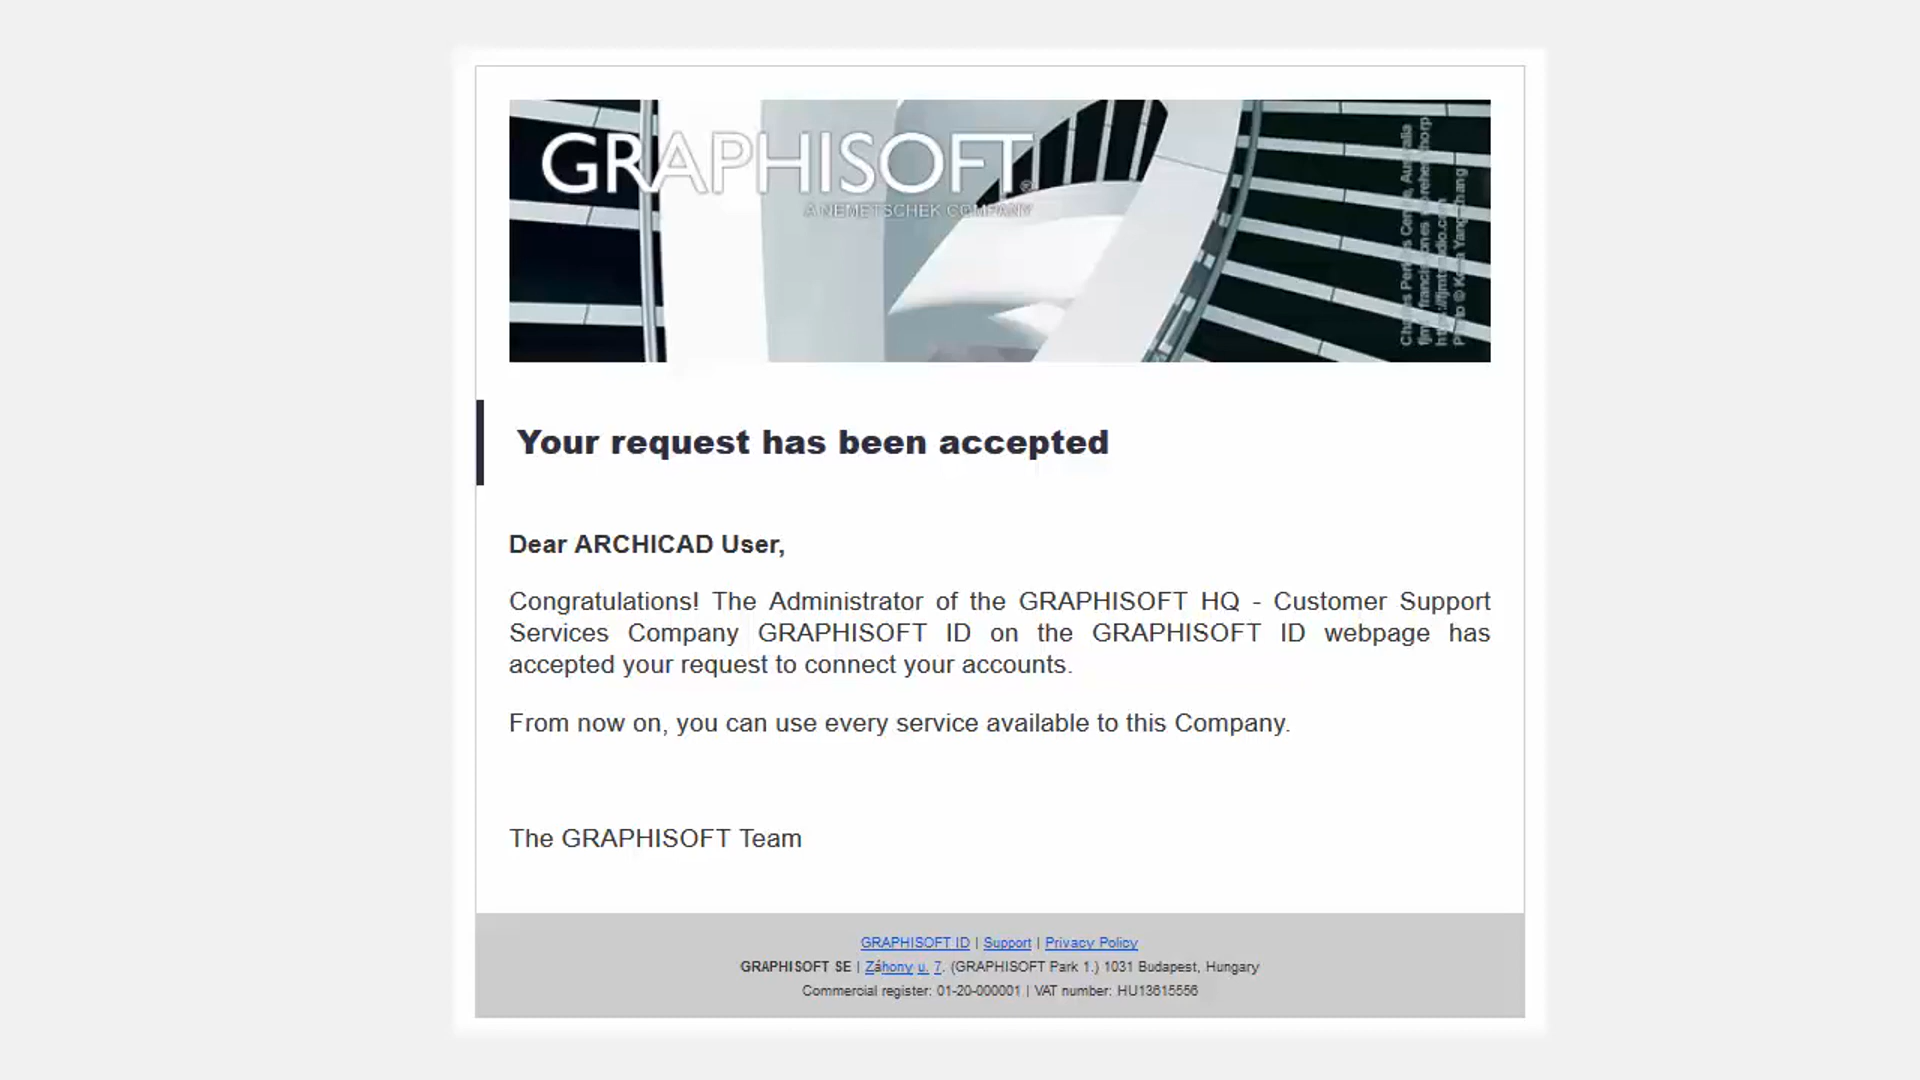 GRAPHISOFT®
A NEMETSCHEK COMPANY
Your request has been accepted
Dear ARCHICAD User,
Congratulations! The Administrator of the GRAPHISOFT HQ - Customer Support
Services Company GRAPHISOFT ID on the GRAPHISOFT ID webpage has
accepted your request to connect your accounts.
From now on, you can use every service available to this Company.
The GRAPHISOFT Team
GRAPHISOFT ID | Support | Privacy Policy
GRAPHISOFT SE | Záhony u. 7. (GRAPHISOFT Park 1.) 1031 Budapest, Hungary
Commercial register: 01-20-000001 | VAT number: HU13615556